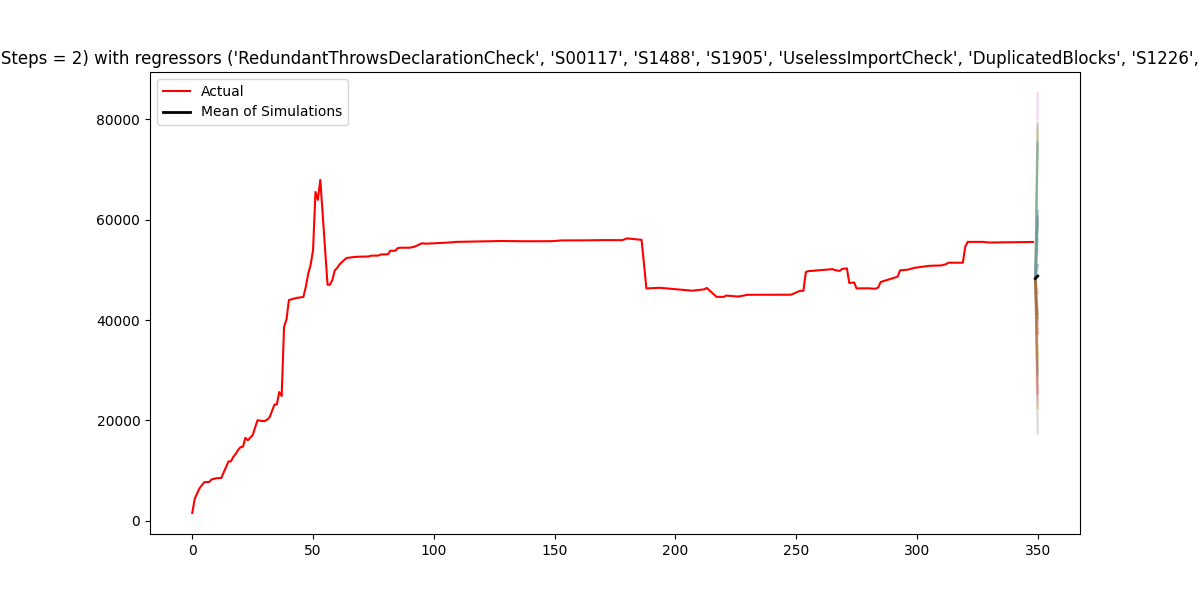 Steps = 2) with regressors ('RedundantThrowsDeclarationCheck', 'S00117', 'S1488', 'S1905', 'UselessImportCheck', 'DuplicatedBlocks', 'S1226',
Actual
Mean of Simulations
80000
60000
40000
20000
0
0 50 100 150 200 250 300 350